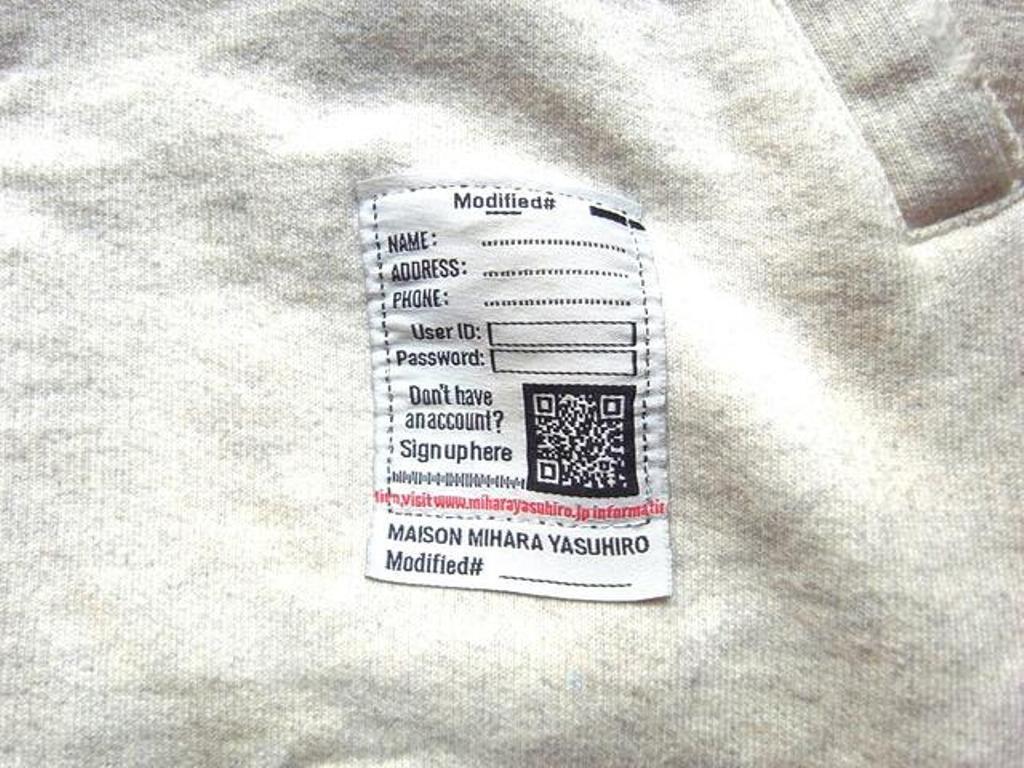 Modified#
NAME:
ADDRESS:
PHONE:
User ID:
Password:
Don't have
an account?
Sign up here
visit www.miharayasuhiro.jp informati
MAISON MIHARA YASUHIRO
Modified#